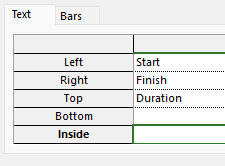 Text Bars
Left Start
Right Finish
Top Duration
Bottom
Inside